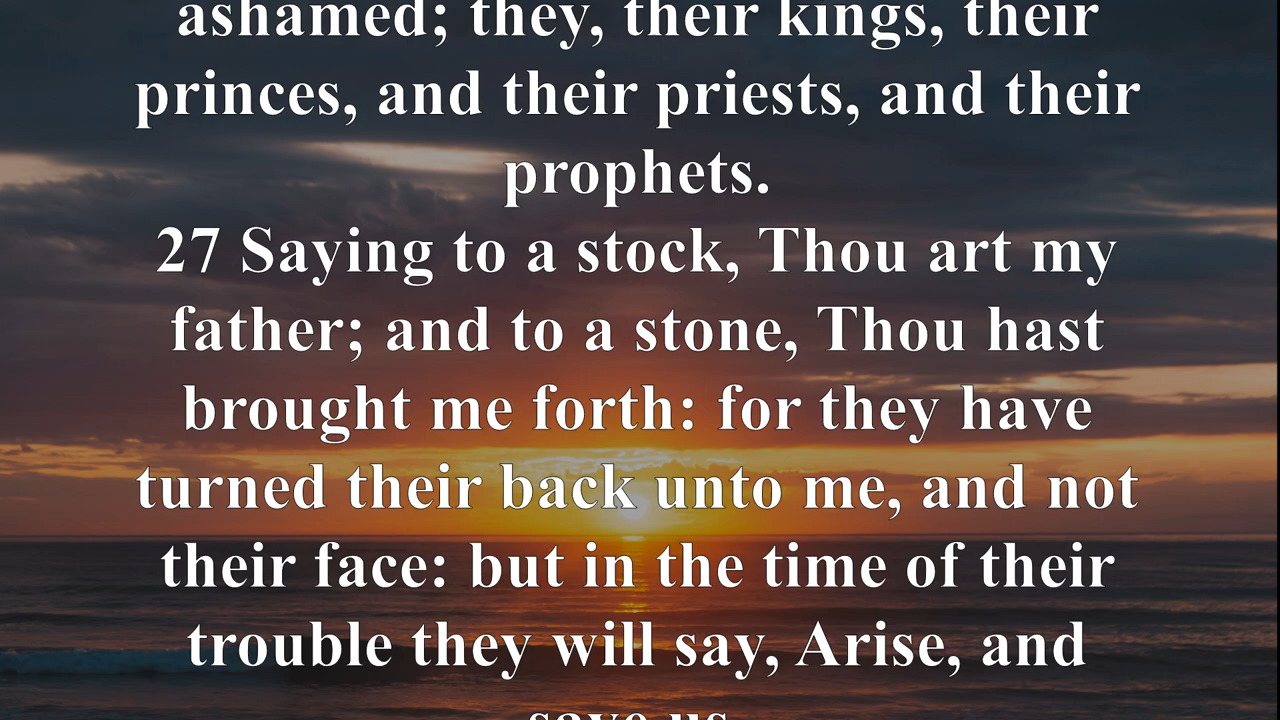 ashamed; they, their kings, their
princes, and their priests, and their
prophets.
27 Saying to a stock, Thou art my
father; and to a stone, Thou hast
brought me forth: for they have
turned their back unto me, and not
their face: but in the time of their
trouble they will say, Arise, and
save us